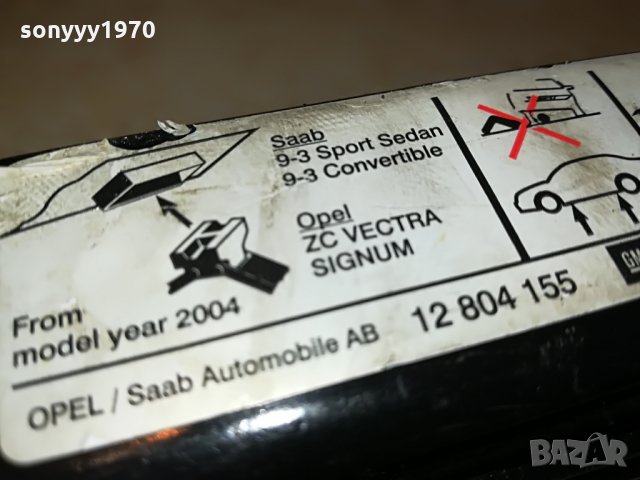 sonyyy1970
Saab
9-3 Sport Sedan
9-3 Convertible
Opel
ZC VECTRA
SIGNUM
From
model year 2004
GM
OPEL / Saab Automobile AB 12 804 155
BAZAR